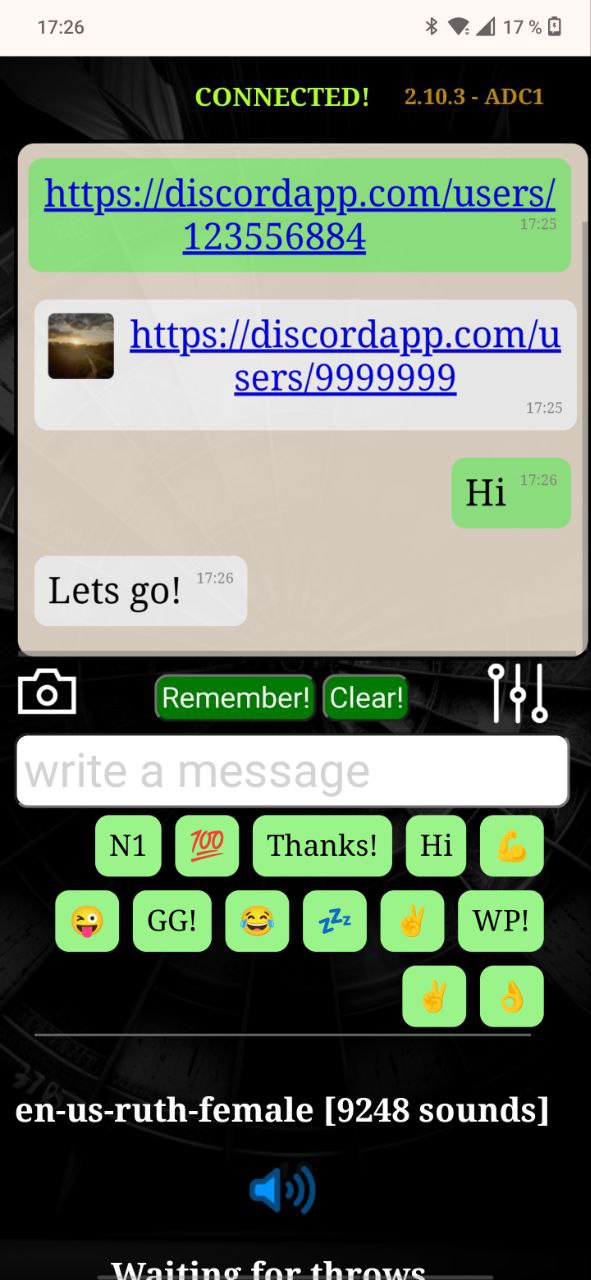 17:26
17 %
CONNECTED! 2.10.3 - ADC1
https://discordapp.com/users/
123556884
17:25
https://discordapp.com/u
sers/9999999
17:25
Hi 17:26
Lets go! 17:26
Remember! Clear!
write a message
N1 💯 Thanks! Hi 💪
😜 GG! 😂 💤 ✌️ WP!
✌️ 👌
en-us-ruth-female [9248 sounds]
Waiting for throws